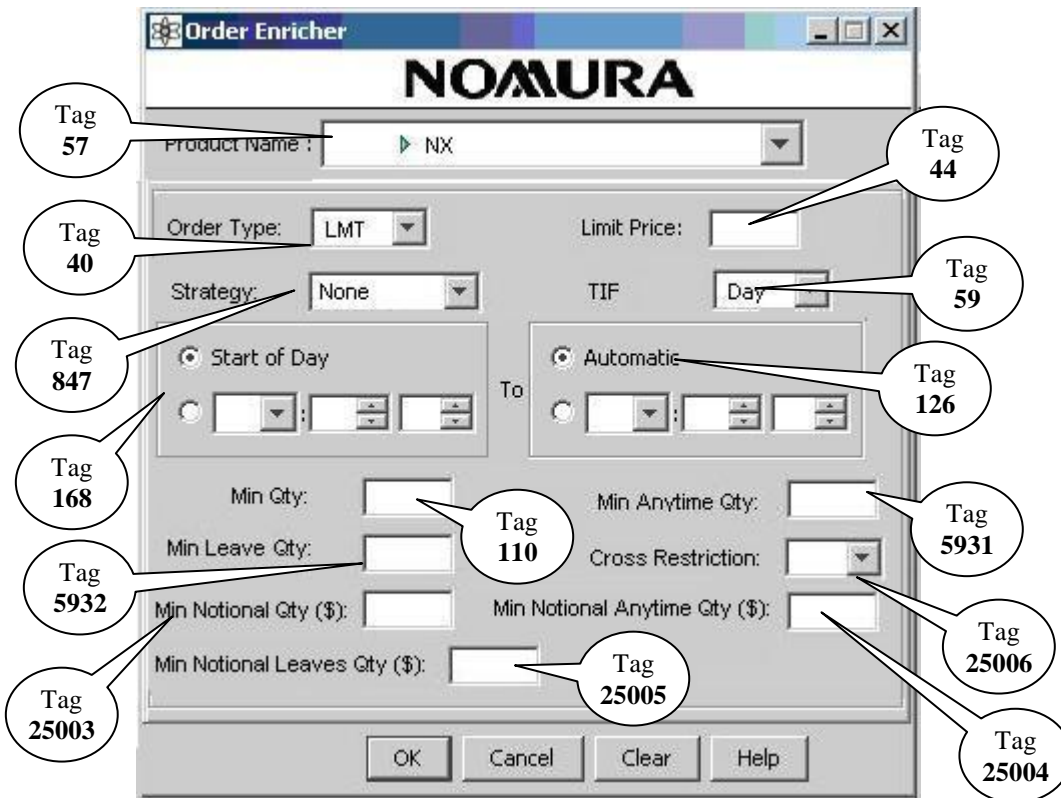 Order Enricher
NOMURA
Tag
57
Product Name :
NX
Tag
44
Order Type:
LMT
Limit Price:
Tag
40
Strategy:
None
TIF
Day
Tag
59
Tag
847
Start of Day
To
Automatic
:
:
Tag
126
Tag
168
Min Qty:
Tag
110
Min Anytime Qty:
Tag
5931
Min Leave Qty:
Cross Restriction:
Tag
5932
Min Notional Qty ($):
Min Notional Anytime Qty ($):
Tag
25006
Min Notional Leaves Qty ($):
Tag
25005
Tag
25003
Tag
25004
OK
Cancel
Clear
Help